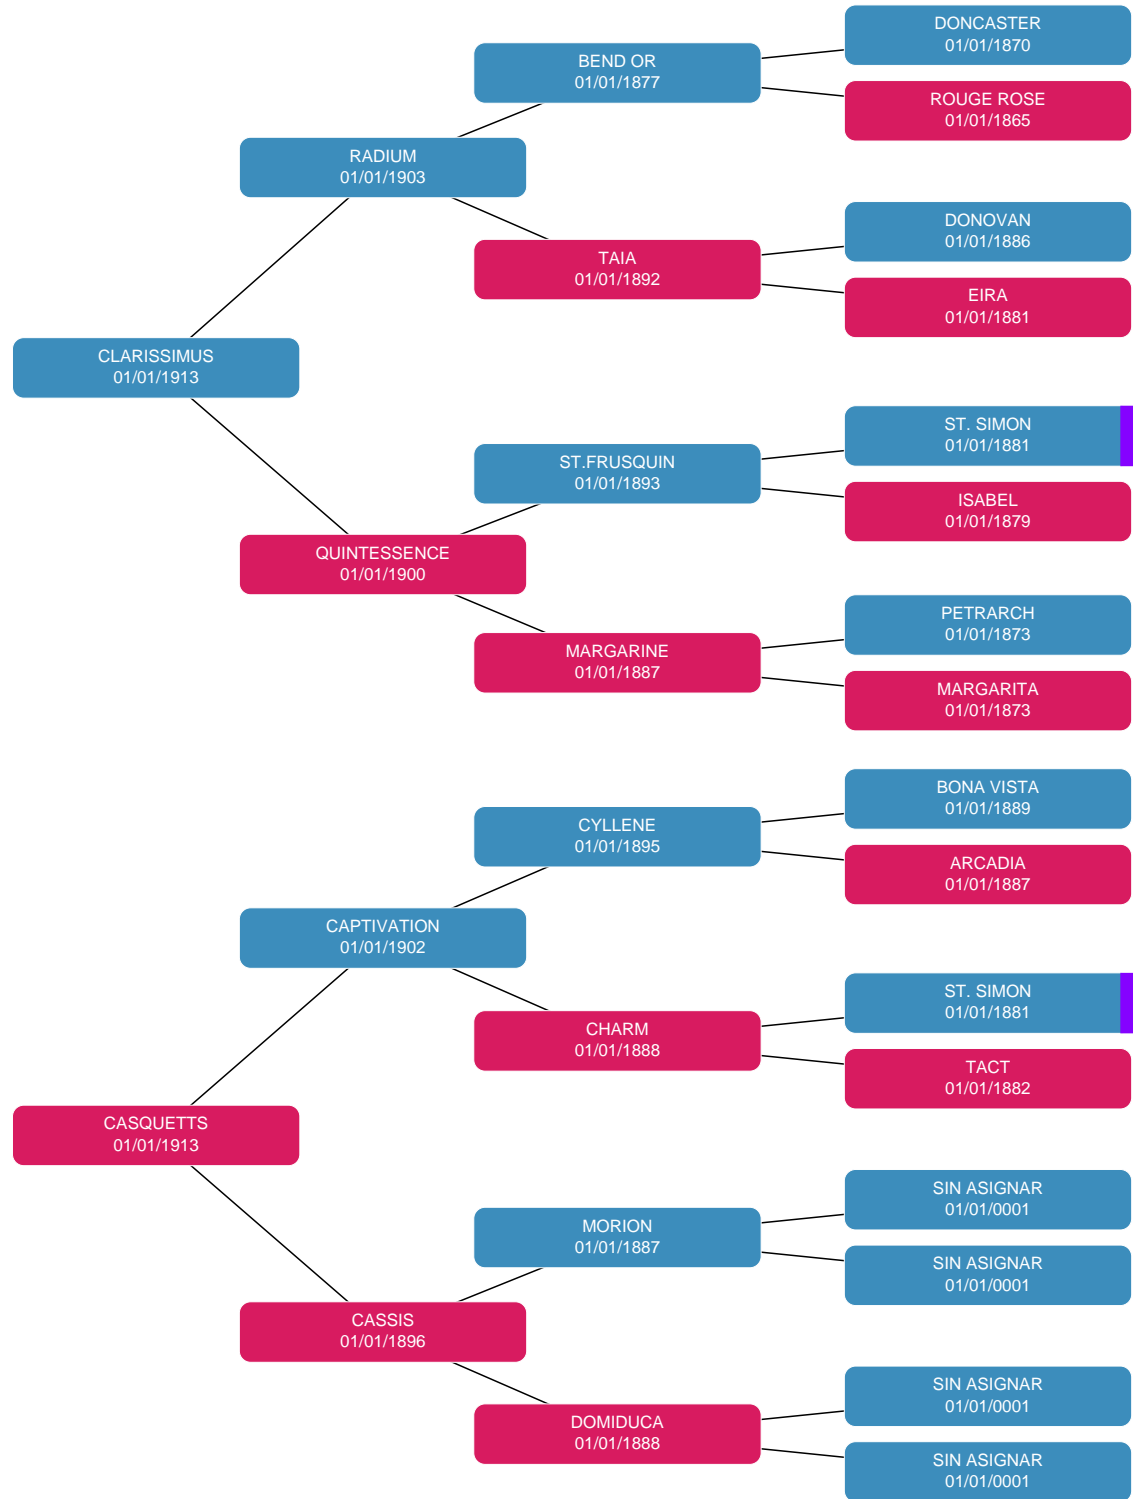 DONCASTER
01/01/1870
BEND OR
01/01/1877
ROUGE ROSE
01/01/1865
RADIUM
01/01/1903
DONOVAN
01/01/1886
TAIA
01/01/1892
EIRA
01/01/1881
CLARISSIMUS
01/01/1913
ST. SIMON
01/01/1881
ST.FRUSQUIN
01/01/1893
ISABEL
01/01/1879
QUINTESSENCE
01/01/1900
PETRARCH
01/01/1873
MARGARINE
01/01/1887
MARGARITA
01/01/1873
BONA VISTA
01/01/1889
CYLLENE
01/01/1895
ARCADIA
01/01/1887
CAPTIVATION
01/01/1902
ST. SIMON
01/01/1881
CHARM
01/01/1888
TACT
01/01/1882
CASQUETTS
01/01/1913
SIN ASIGNAR
01/01/0001
MORION
01/01/1887
SIN ASIGNAR
01/01/0001
CASSIS
01/01/1896
SIN ASIGNAR
01/01/0001
DOMIDUCA
01/01/1888
SIN ASIGNAR
01/01/0001